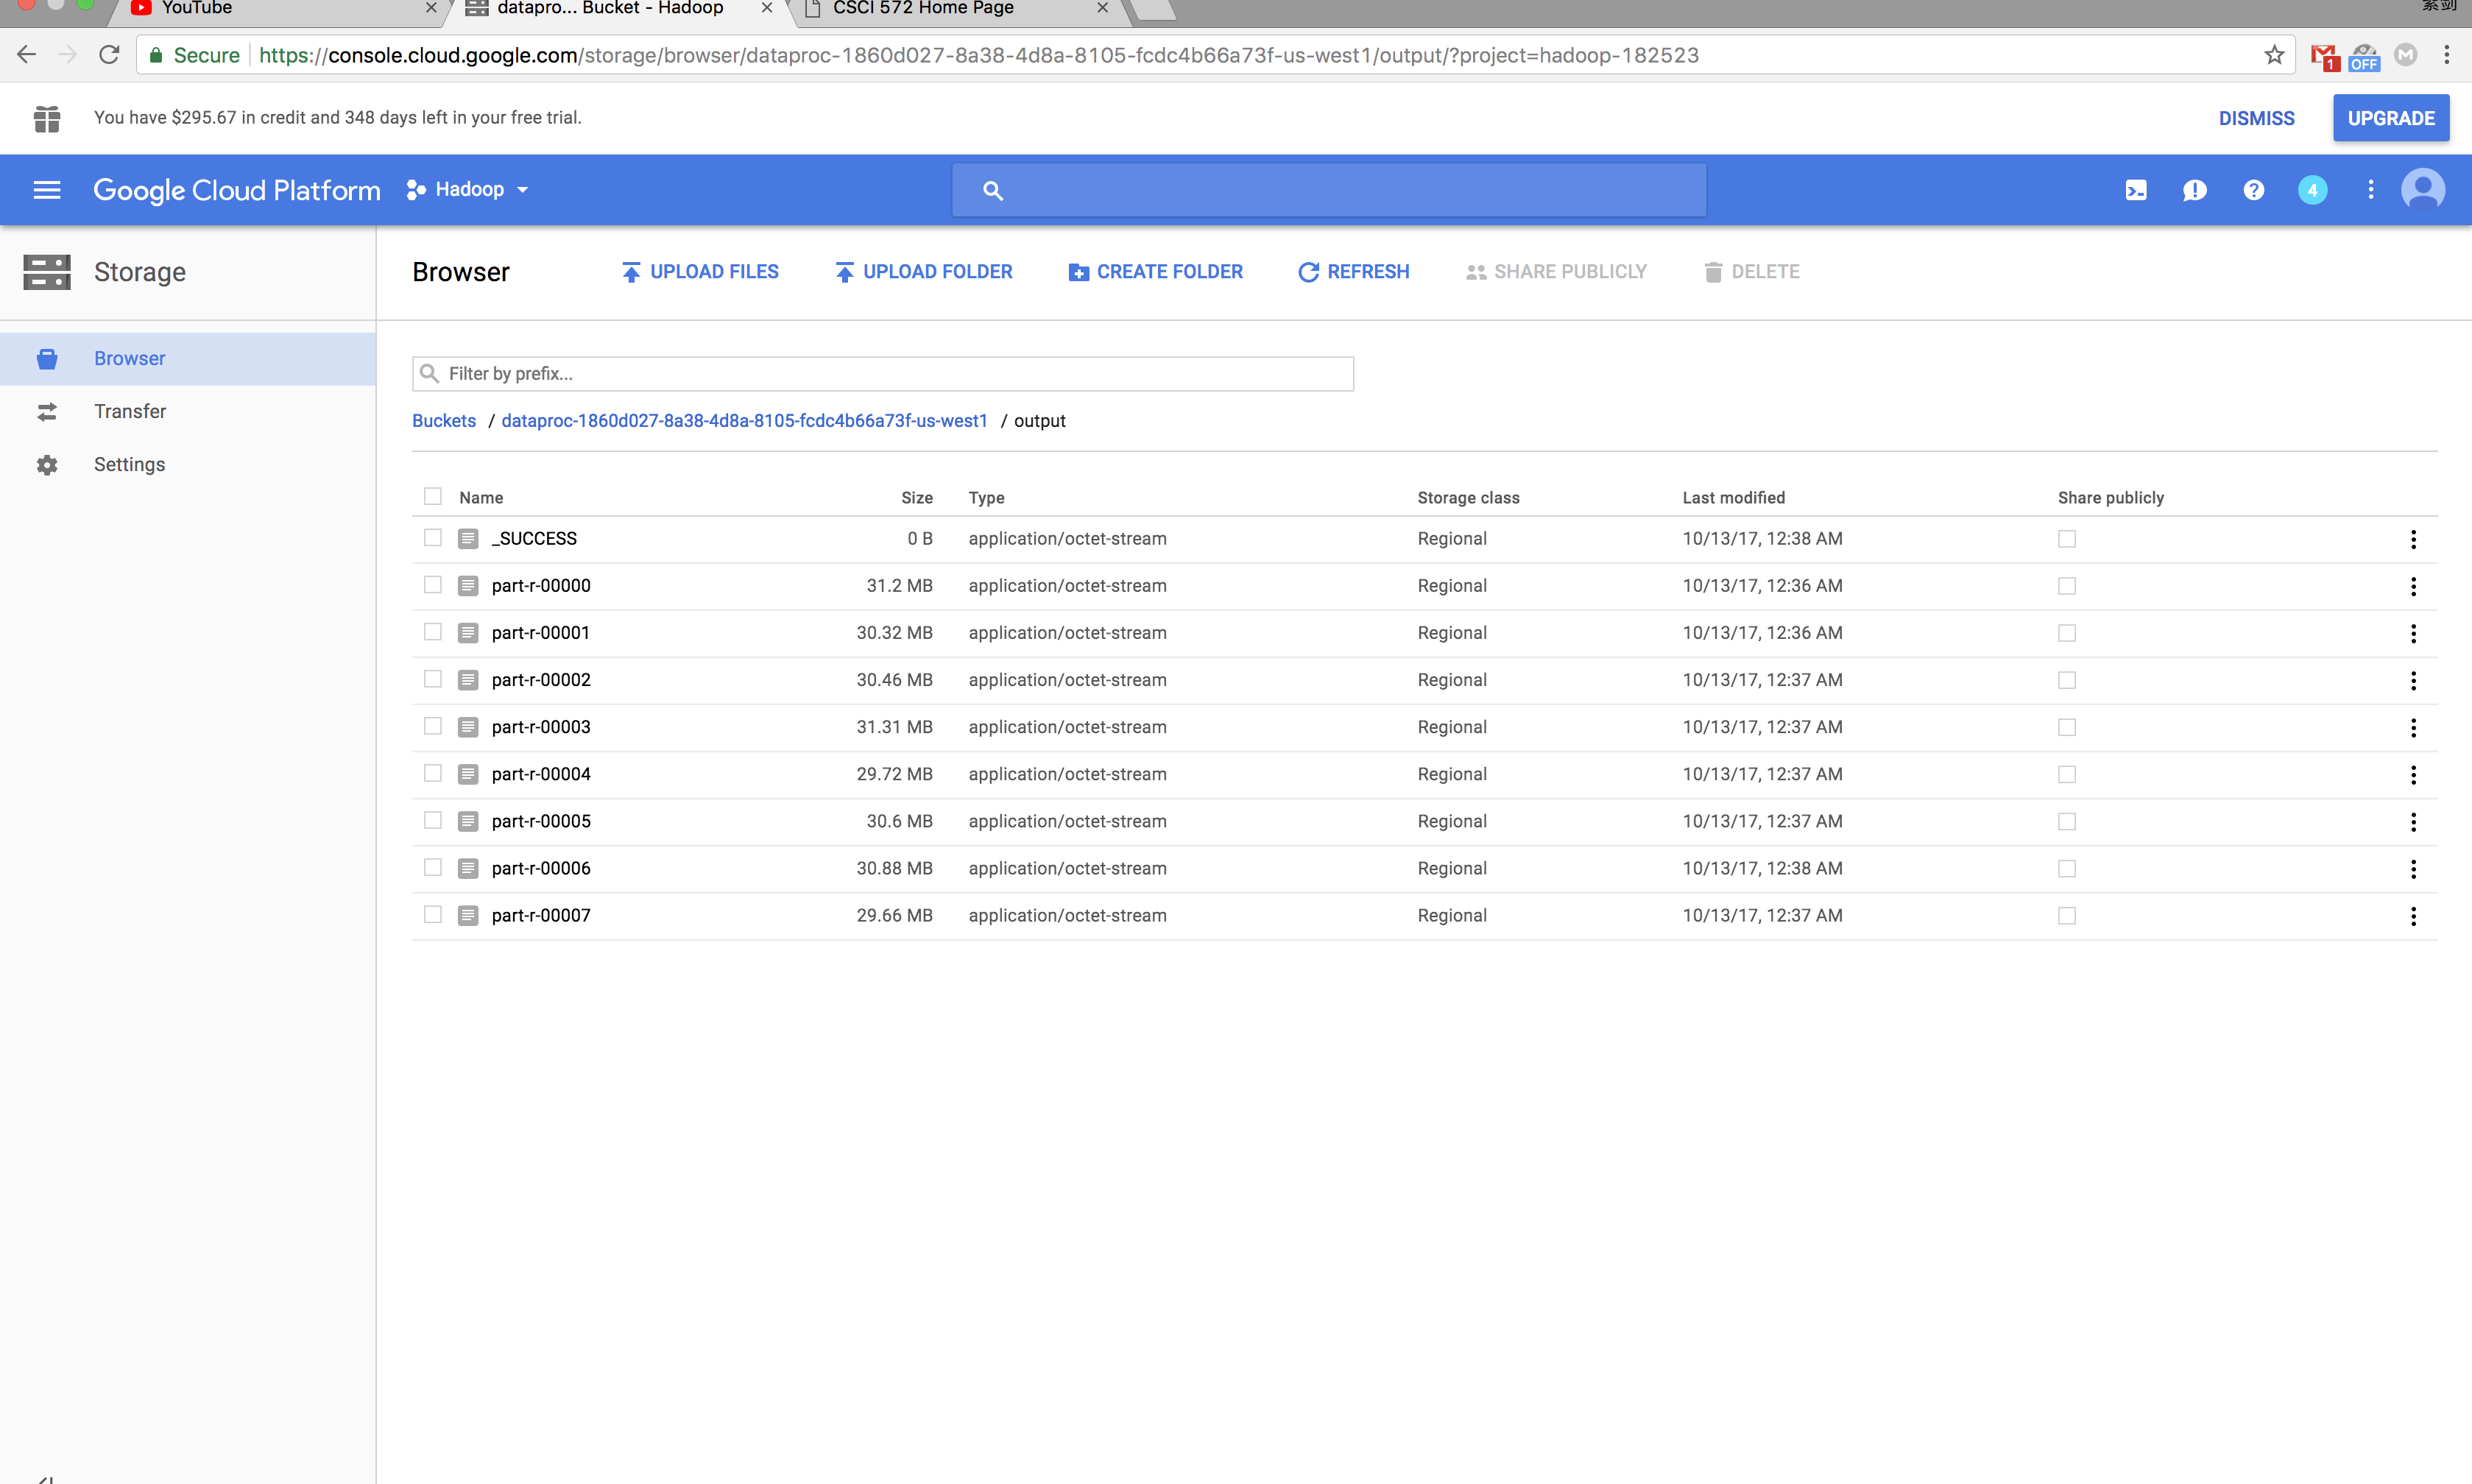 YouTube datapro... Bucket - Hadoop CSCI 572 Home Page
Secure https://console.cloud.google.com/storage/browser/dataproc-1860d027-8a38-4d8a-8105-fcdc4b66a73f-us-west1/output/?project=hadoop-182523 1 OFF M
You have $295.67 in credit and 348 days left in your free trial. DISMISS UPGRADE
Google Cloud Platform Hadoop 4
Storage Browser UPLOAD FILES UPLOAD FOLDER CREATE FOLDER REFRESH SHARE PUBLICLY DELETE
Browser
Transfer
Settings
Filter by prefix...
Buckets / dataproc-1860d027-8a38-4d8a-8105-fcdc4b66a73f-us-west1 / output
Name Size Type Storage class Last modified Share publicly
_SUCCESS 0 B application/octet-stream Regional 10/13/17, 12:38 AM
part-r-00000 31.2 MB application/octet-stream Regional 10/13/17, 12:36 AM
part-r-00001 30.32 MB application/octet-stream Regional 10/13/17, 12:36 AM
part-r-00002 30.46 MB application/octet-stream Regional 10/13/17, 12:37 AM
part-r-00003 31.31 MB application/octet-stream Regional 10/13/17, 12:37 AM
part-r-00004 29.72 MB application/octet-stream Regional 10/13/17, 12:37 AM
part-r-00005 30.6 MB application/octet-stream Regional 10/13/17, 12:37 AM
part-r-00006 30.88 MB application/octet-stream Regional 10/13/17, 12:38 AM
part-r-00007 29.66 MB application/octet-stream Regional 10/13/17, 12:37 AM